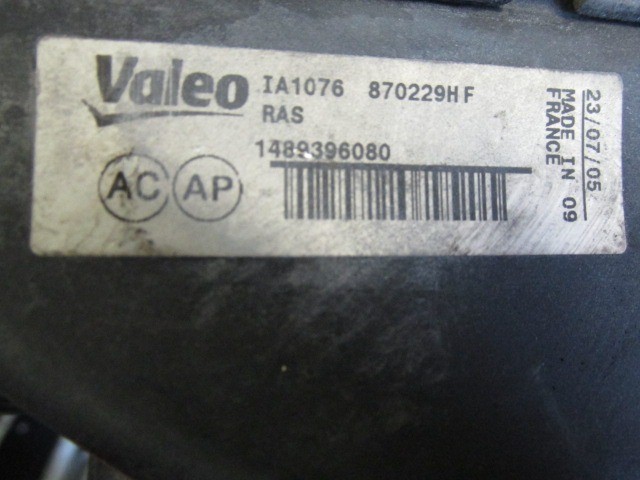 Valeo IA1076 870229HF
RAS
1489396080
AC AP
23/07/05
MADE IN 09
FRANCE